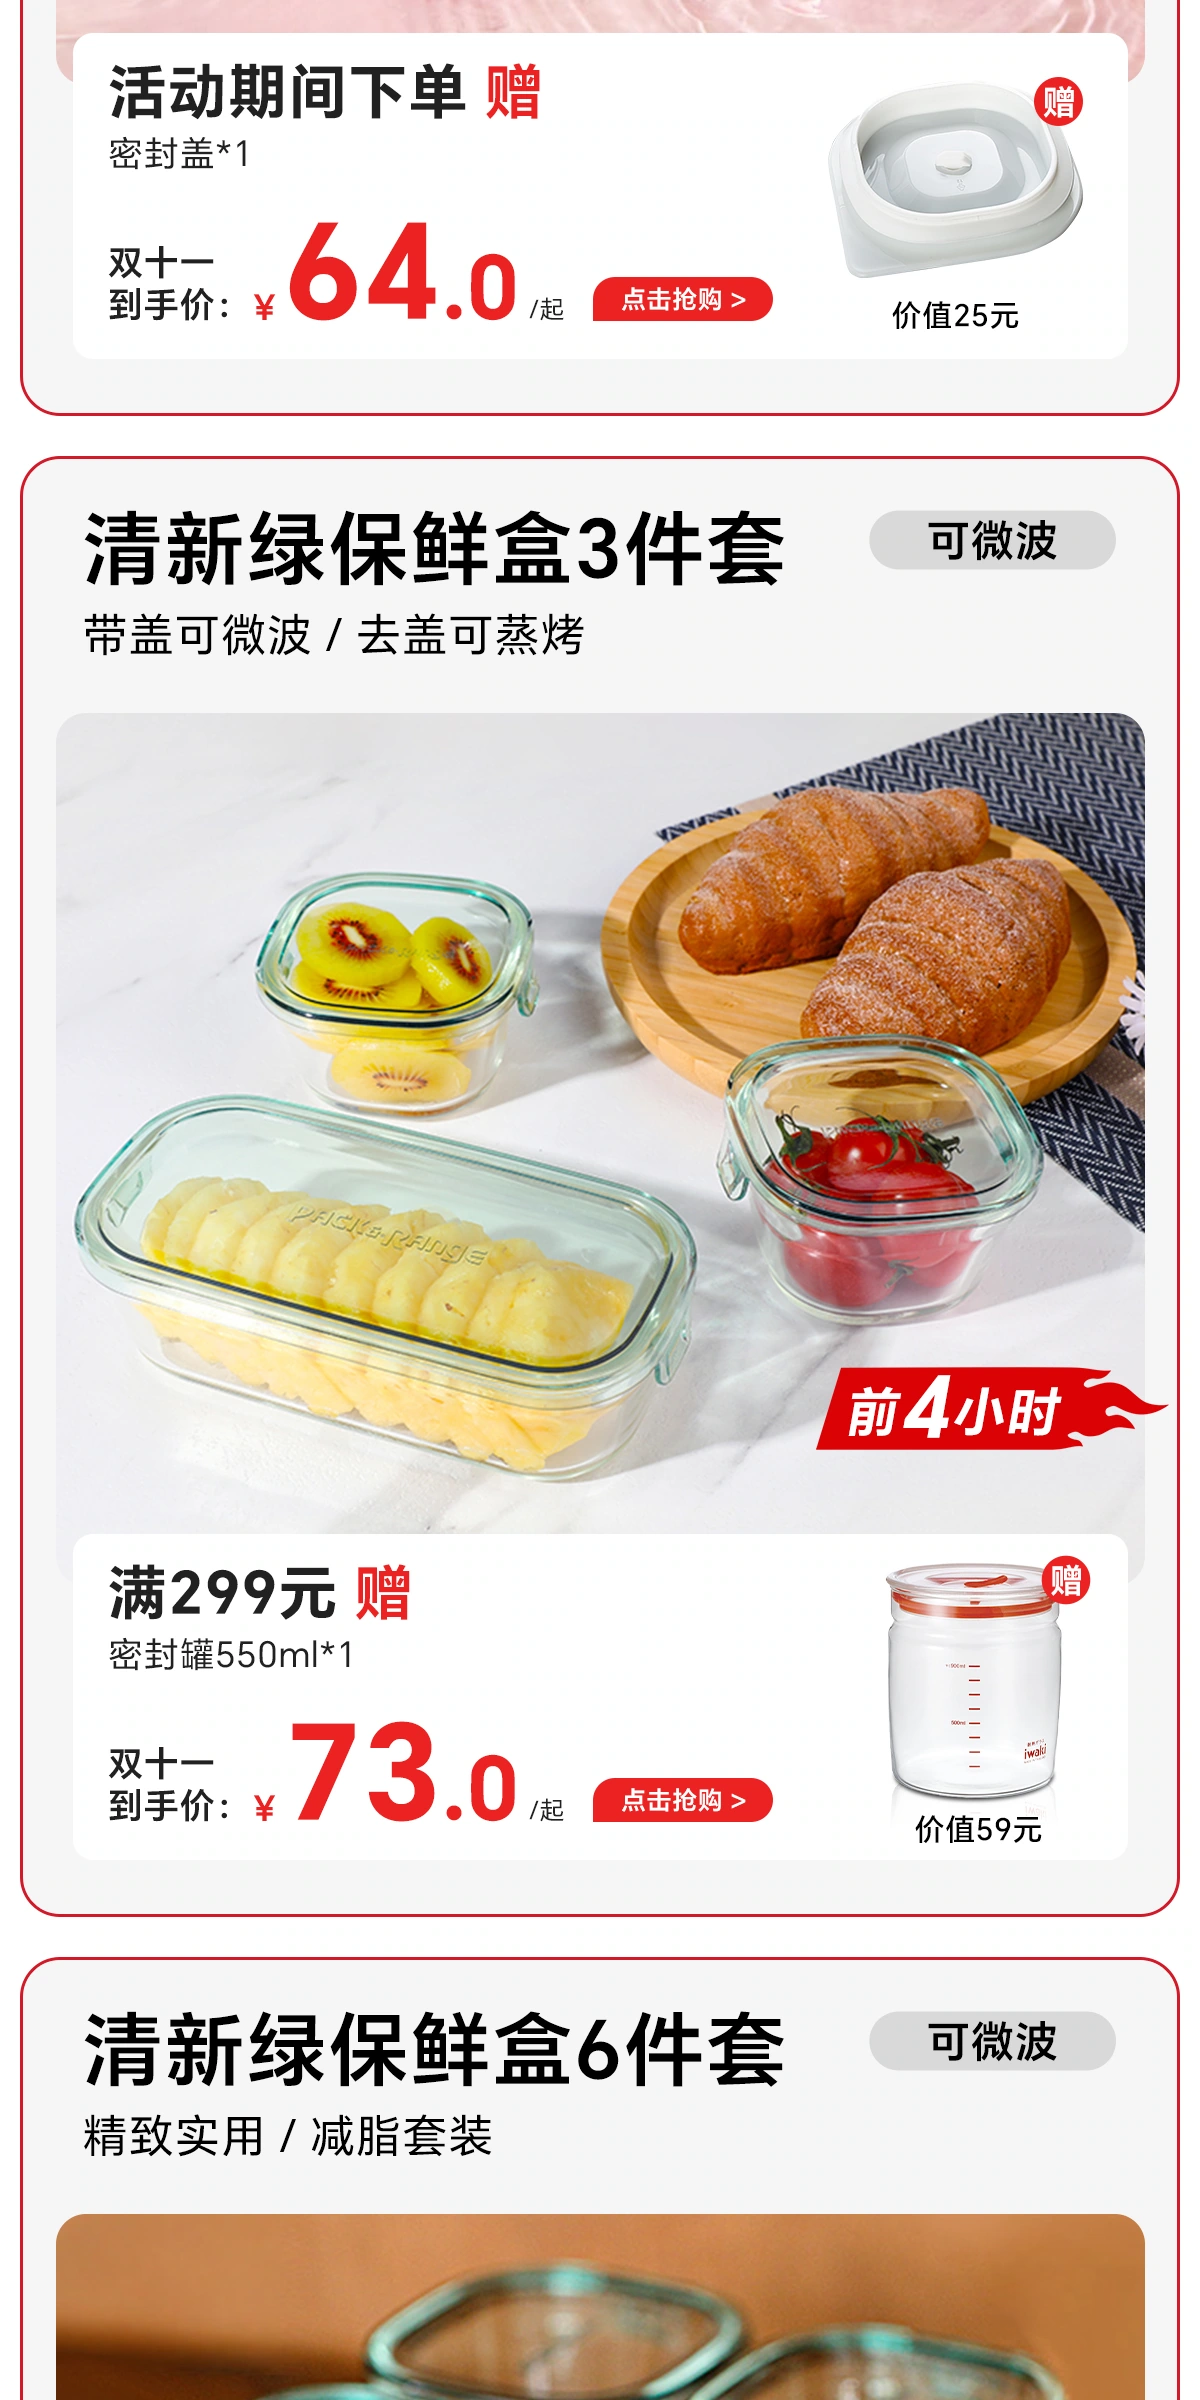 活动期间下单 赠
密封盖*1
赠
双十一
到手价：¥64.0/起
点击抢购 >
价值25元
清新绿保鲜盒3件套
可微波
带盖可微波 / 去盖可蒸烤
PACK&RANGE
前4小时
满299元 赠
密封罐550ml*1
赠
500ml
iwaki
双十一
到手价：¥73.0/起
点击抢购 >
价值59元
清新绿保鲜盒6件套
可微波
精致实用 / 减脂套装